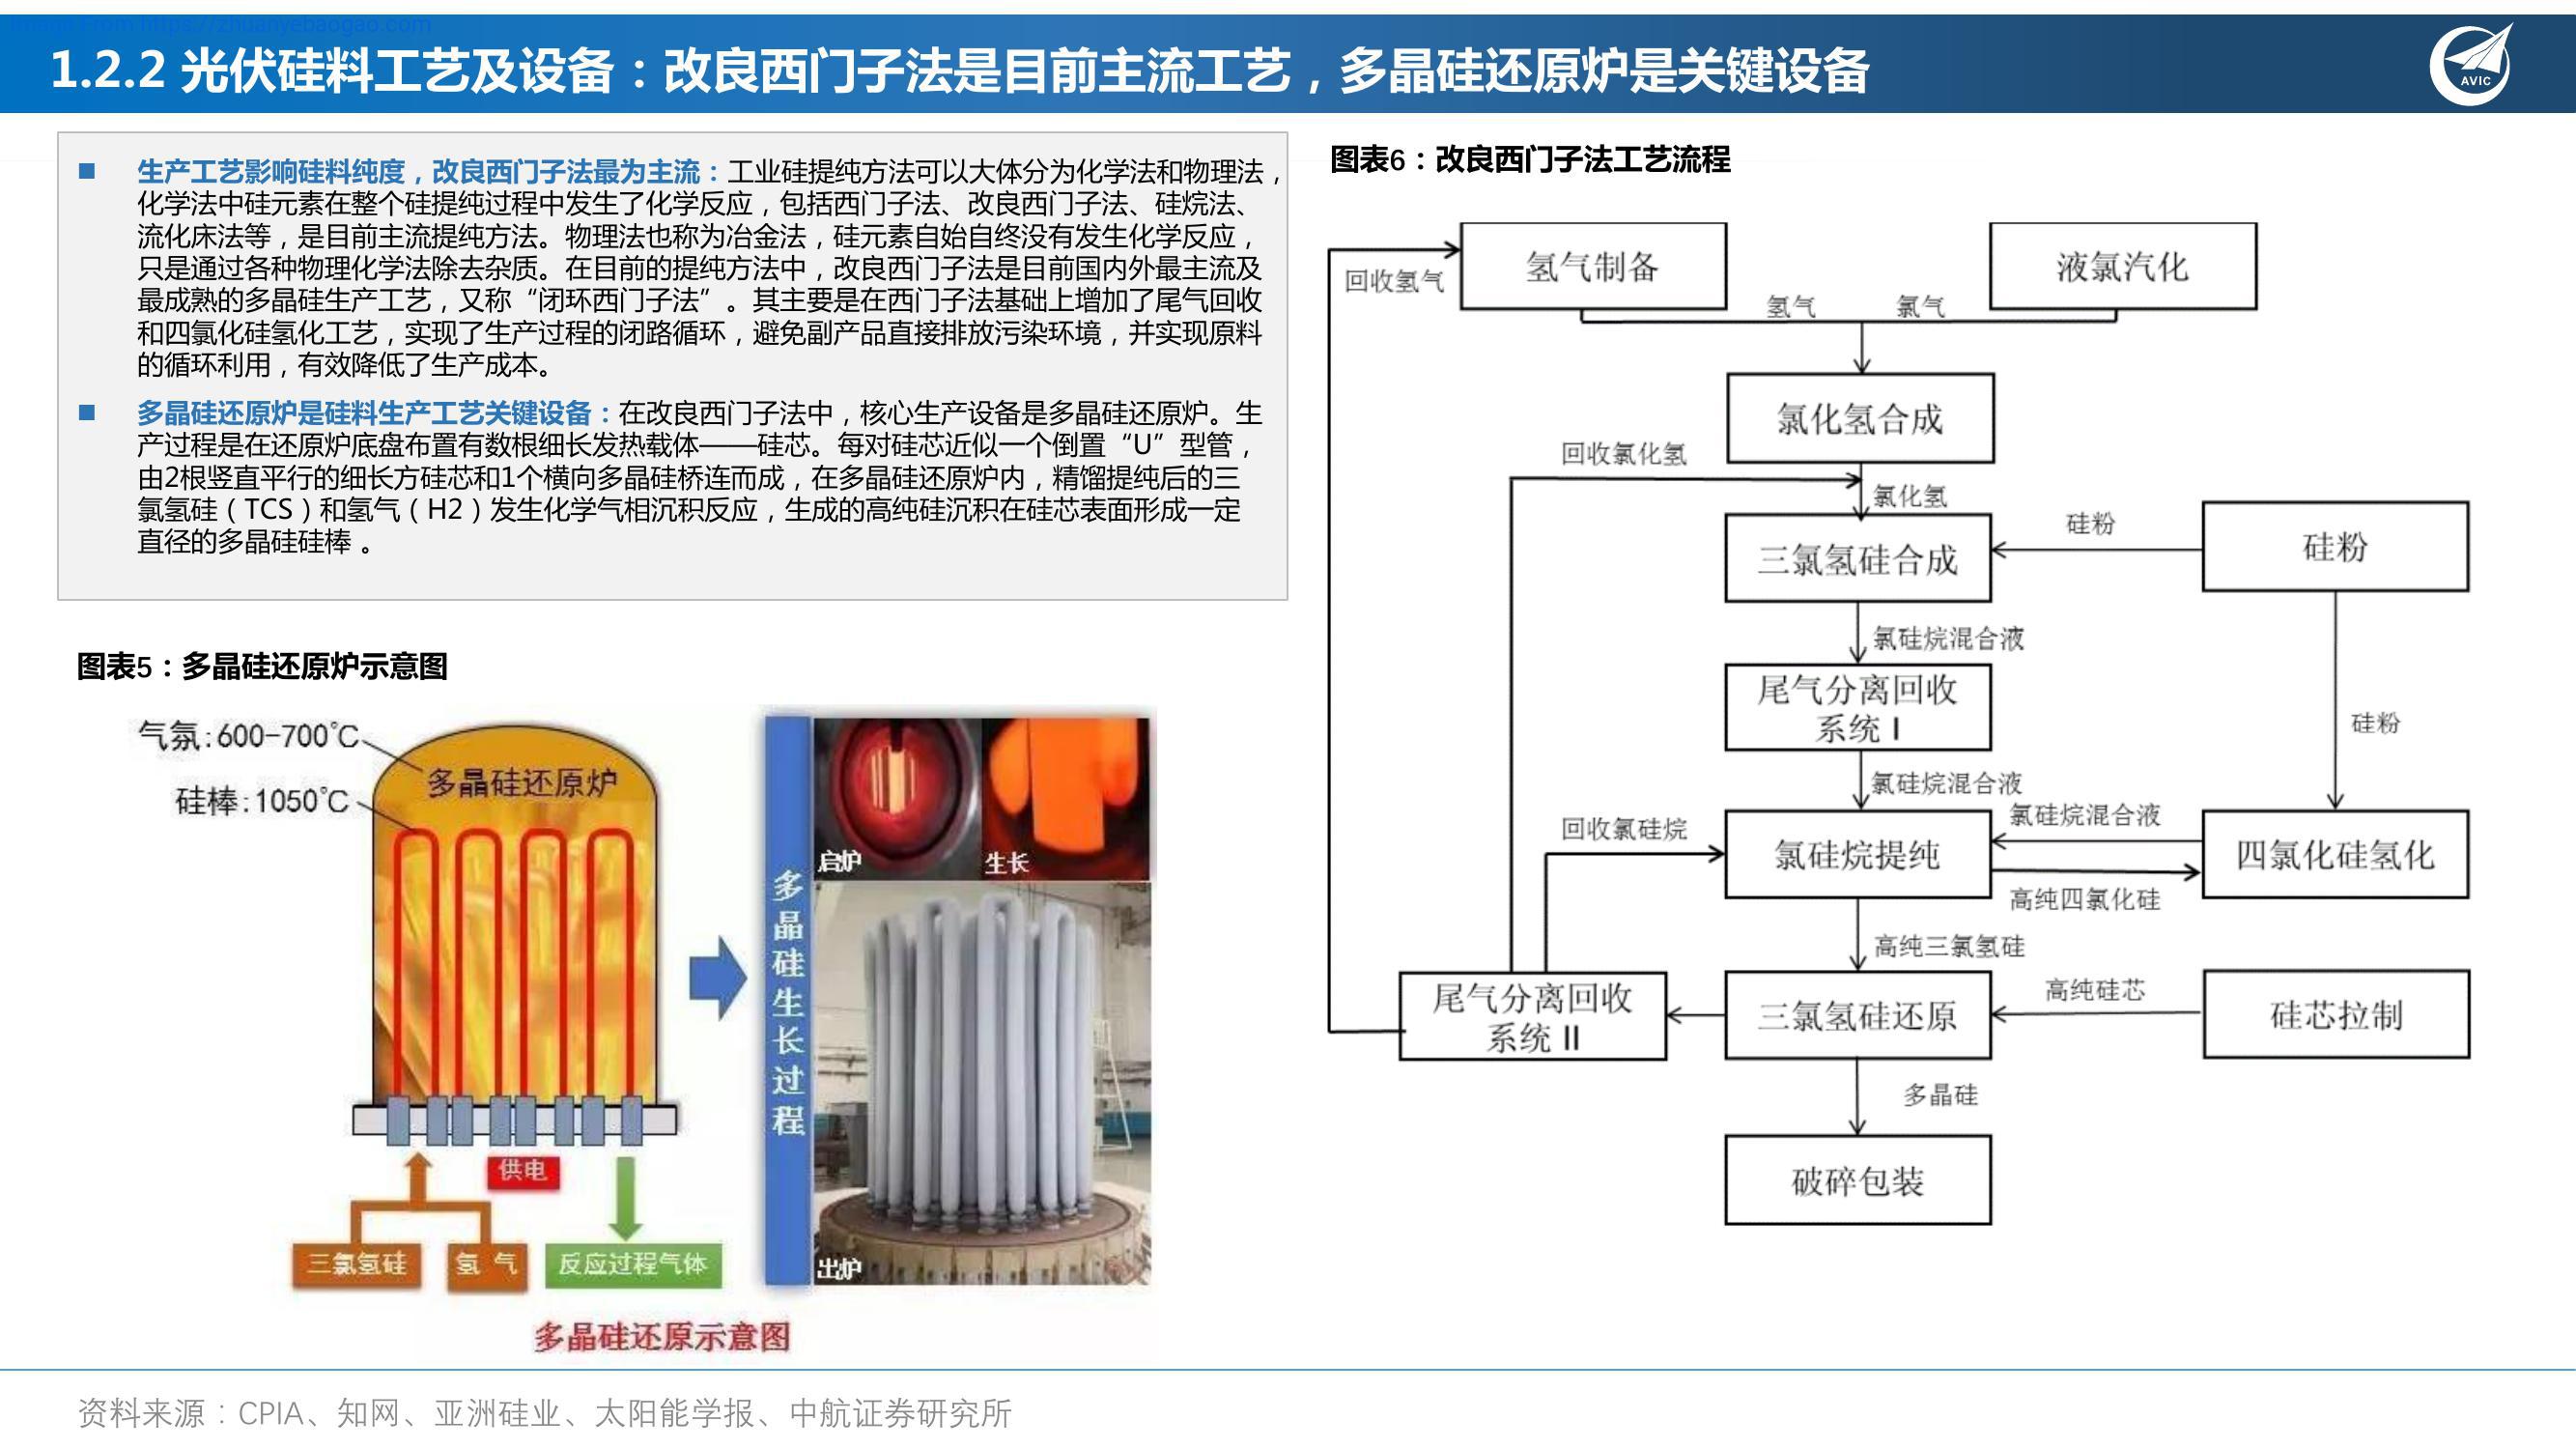 Image From https://zhuanyebaogao.com
1.2.2 光伏硅料工艺及设备：改良西门子法是目前主流工艺，多晶硅还原炉是关键设备
AVIC
生产工艺影响硅料纯度，改良西门子法最为主流：工业硅提纯方法可以大体分为化学法和物理法，
化学法中硅元素在整个硅提纯过程中发生了化学反应，包括西门子法、改良西门子法、硅烷法、
流化床法等，是目前主流提纯方法。物理法也称为冶金法，硅元素自始自终没有发生化学反应，
只是通过各种物理化学法除去杂质。在目前的提纯方法中，改良西门子法是目前国内外最主流及
最成熟的多晶硅生产工艺，又称“闭环西门子法”。其主要是在西门子法基础上增加了尾气回收
和四氯化硅氢化工艺，实现了生产过程的闭路循环，避免副产品直接排放污染环境，并实现原料
的循环利用，有效降低了生产成本。
多晶硅还原炉是硅料生产工艺关键设备：在改良西门子法中，核心生产设备是多晶硅还原炉。生
产过程是在还原炉底盘布置有数根细长发热载体——硅芯。每对硅芯近似一个倒置“U”型管，
由2根竖直平行的细长方硅芯和1个横向多晶硅桥连而成，在多晶硅还原炉内，精馏提纯后的三
氯氢硅（TCS）和氢气（H2）发生化学气相沉积反应，生成的高纯硅沉积在硅芯表面形成一定
直径的多晶硅硅棒 。
图表5：多晶硅还原炉示意图
气氛:600-700℃
硅棒:1050℃
多晶硅还原炉
供电
三氯氢硅
氢 气
反应过程气体
多晶硅生长过程
启炉
生长
出炉
多晶硅还原示意图
图表6：改良西门子法工艺流程
回收氢气
氢气制备
液氯汽化
氢气
氯气
氯化氢合成
回收氯化氢
氯化氢
三氯氢硅合成
硅粉
硅粉
氯硅烷混合液
尾气分离回收
系统 I
硅粉
氯硅烷混合液
回收氯硅烷
氯硅烷提纯
氯硅烷混合液
高纯四氯化硅
四氯化硅氢化
高纯三氯氢硅
尾气分离回收
系统 II
三氯氢硅还原
高纯硅芯
硅芯拉制
多晶硅
破碎包装
资料来源：CPIA、知网、亚洲硅业、太阳能学报、中航证券研究所